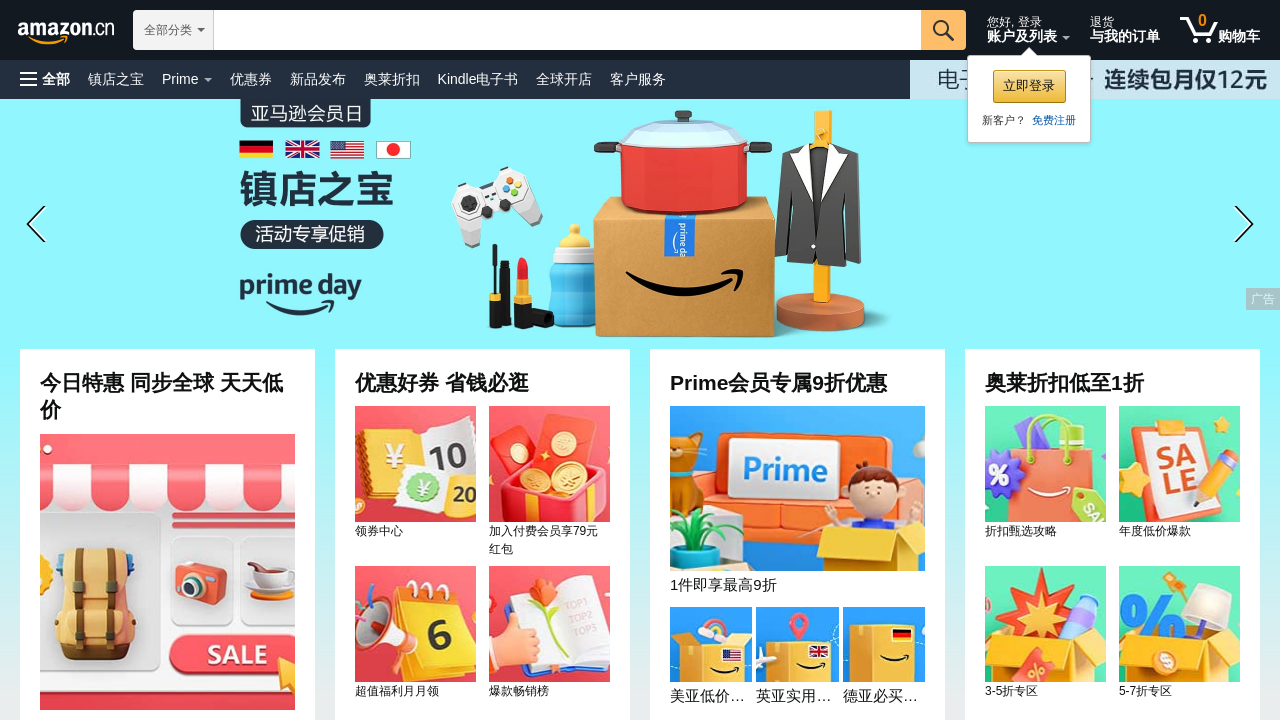 amazon.cn
全部分类
您好, 登录
账户及列表
退货
与我的订单
0
购物车
全部
镇店之宝
Prime
优惠券
新品发布
奥莱折扣
Kindle电子书
全球开店
客户服务
电子
连续包月仅12元
立即登录
新客户？ 免费注册
亚马逊会员日
镇店之宝
活动专享促销
prime day
prime da
广告
今日特惠 同步全球 天天低
价
SALE
优惠好券 省钱必逛
¥
10
¥
20
领券中心
加入付费会员享79元
红包
6
超值福利月月领
TOP1
TOP2
TOP3
爆款畅销榜
Prime会员专属9折优惠
Prime
1件即享最高9折
美亚低价…
英亚实用…
德亚必买…
奥莱折扣低至1折
%
SALE
折扣甄选攻略
SA
LE
年度低价爆款
%
3-5折专区
%
5-7折专区